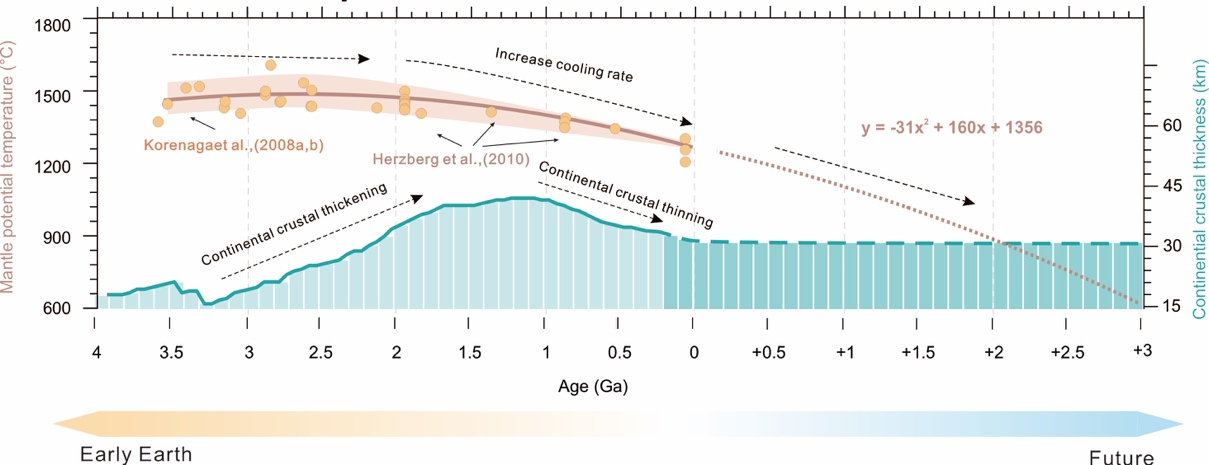 1800
1500
1200
900
600
Mantle potential temperature (°C)
Increase cooling rate
Korenagaet al.,(2008a,b)
Herzberg et al.,(2010)
y = -31x² + 160x + 1356
Continental crustal thickening
Continental crustal thinning
60
45
30
15
Continental crustal thickness (km)
4 3.5 3 2.5 2 1.5 1 0.5 0 +0.5 +1 +1.5 +2 +2.5 +3
Age (Ga)
Early Earth
Future